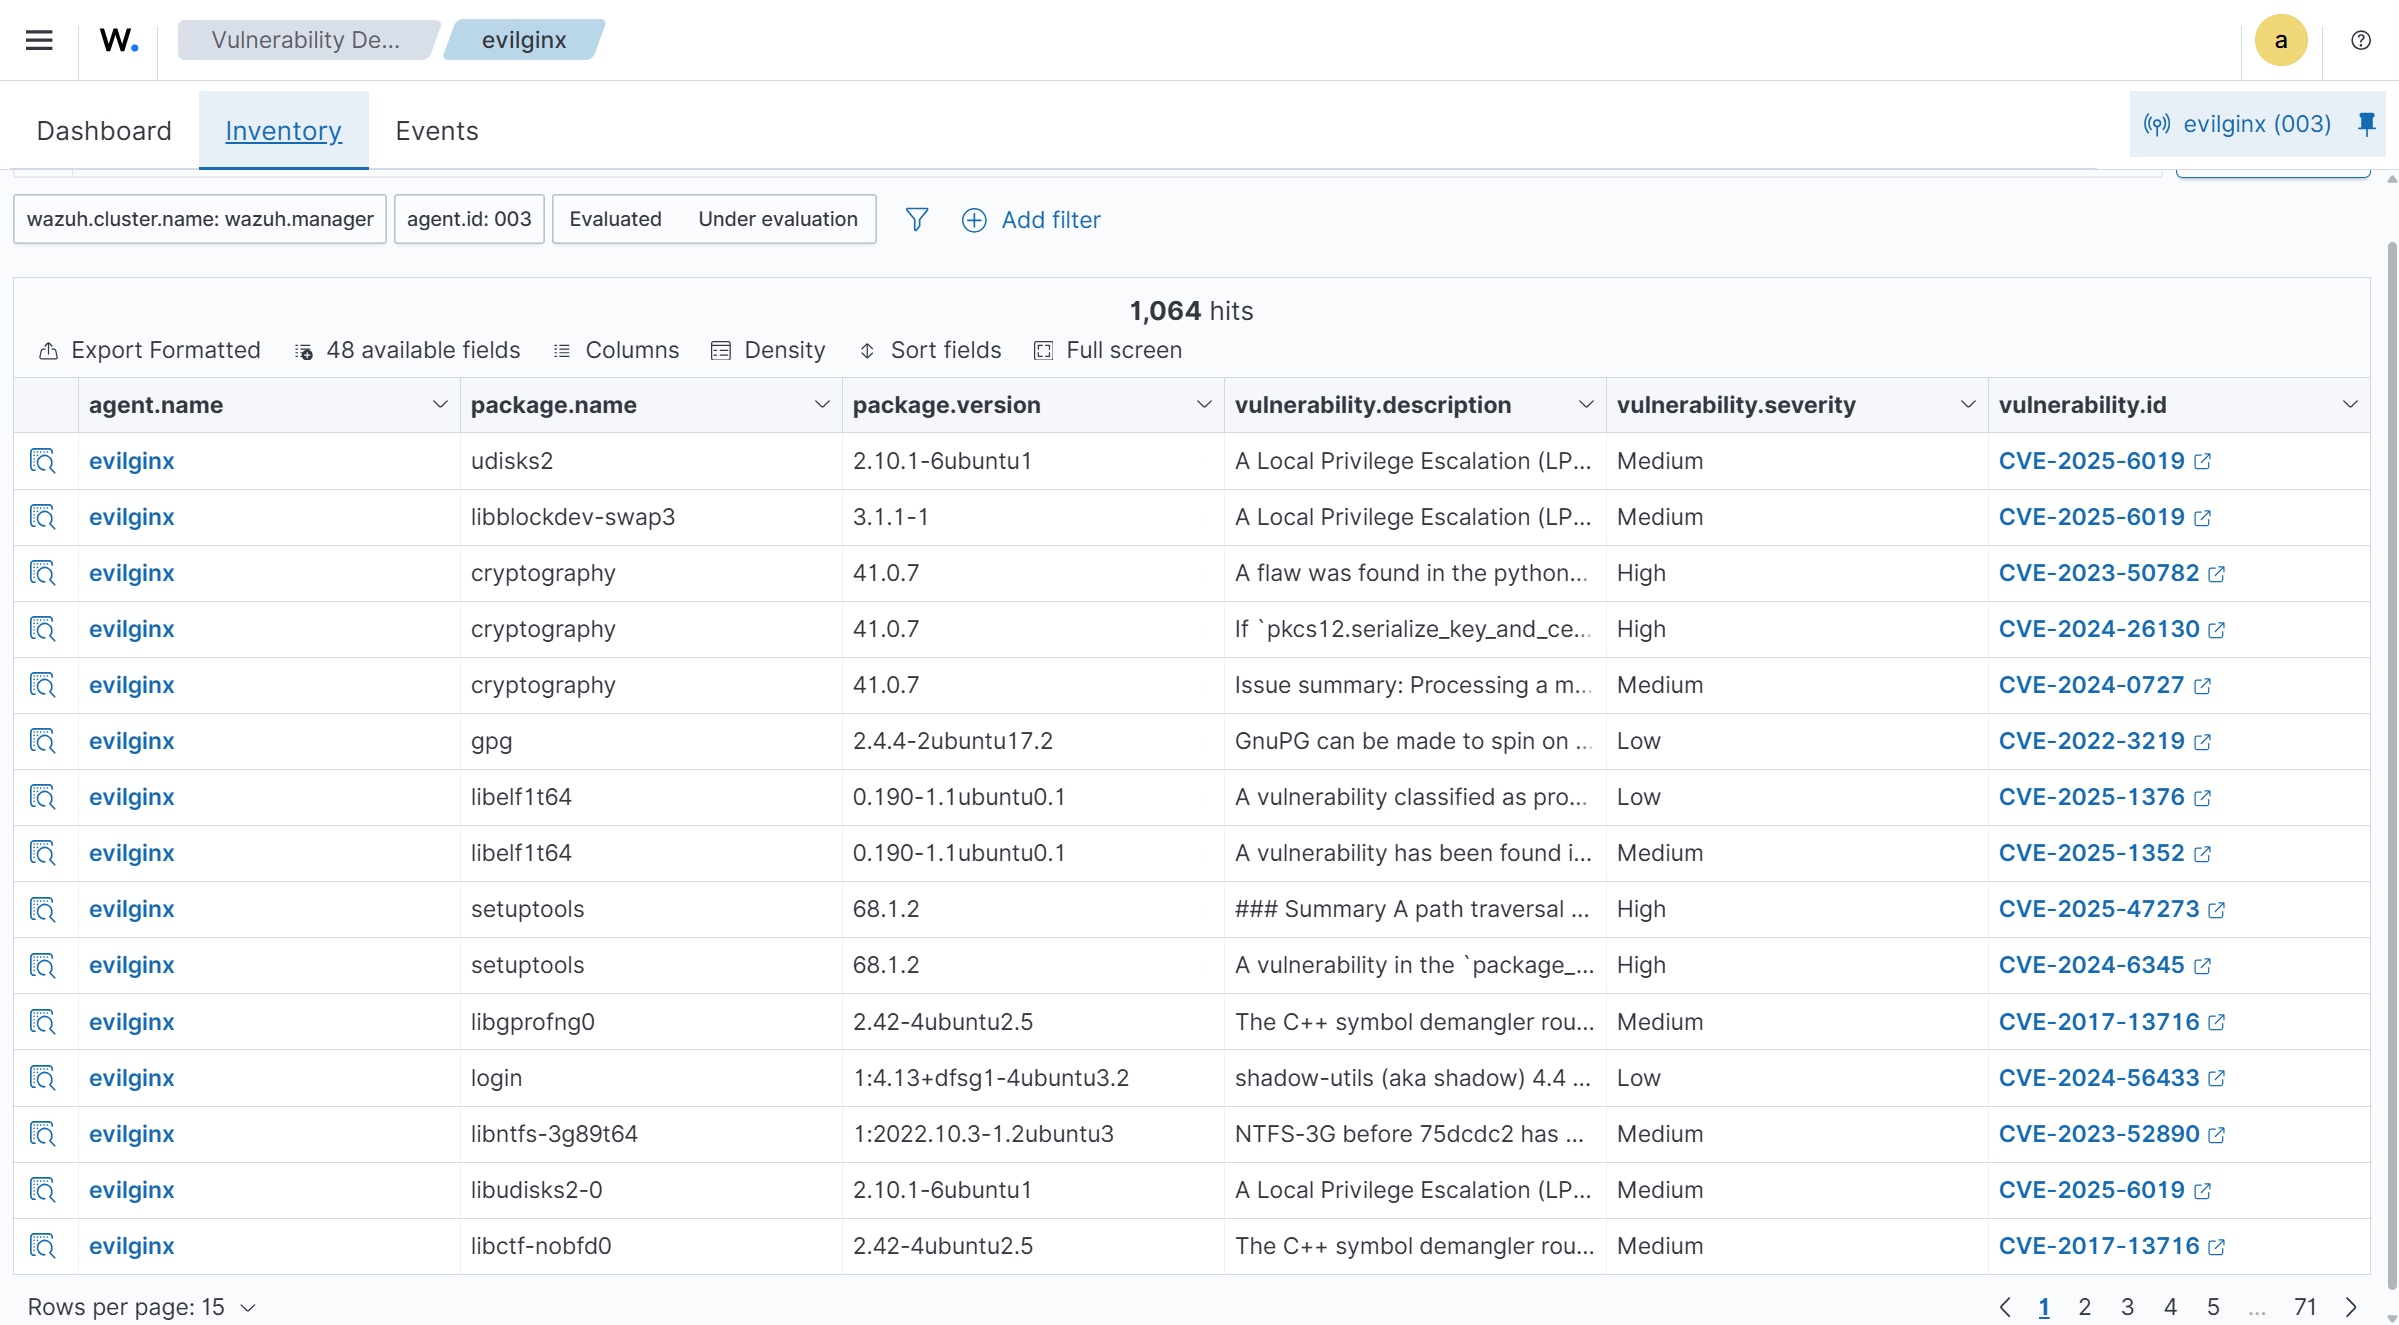 W. Vulnerability De... evilginx a
Dashboard Inventory Events evilginx (003)
wazuh.cluster.name: wazuh.manager agent.id: 003 Evaluated Under evaluation Add filter
1,064 hits
Export Formatted 48 available fields Columns Density Sort fields Full screen
agent.name package.name package.version vulnerability.description vulnerability.severity vulnerability.id
evilginx udisks2 2.10.1-6ubuntu1 A Local Privilege Escalation (LP... Medium CVE-2025-6019
evilginx libblockdev-swap3 3.1.1-1 A Local Privilege Escalation (LP... Medium CVE-2025-6019
evilginx cryptography 41.0.7 A flaw was found in the python... High CVE-2023-50782
evilginx cryptography 41.0.7 If `pkcs12.serialize_key_and_ce... High CVE-2024-26130
evilginx cryptography 41.0.7 Issue summary: Processing a m... Medium CVE-2024-0727
evilginx gpg 2.4.4-2ubuntu17.2 GnuPG can be made to spin on ... Low CVE-2022-3219
evilginx libelf1t64 0.190-1.1ubuntu0.1 A vulnerability classified as pro... Low CVE-2025-1376
evilginx libelf1t64 0.190-1.1ubuntu0.1 A vulnerability has been found i... Medium CVE-2025-1352
evilginx setuptools 68.1.2 ### Summary A path traversal ... High CVE-2025-47273
evilginx setuptools 68.1.2 A vulnerability in the `package_... High CVE-2024-6345
evilginx libgprofng0 2.42-4ubuntu2.5 The C++ symbol demangler rou... Medium CVE-2017-13716
evilginx login 1:4.13+dfsg1-4ubuntu3.2 shadow-utils (aka shadow) 4.4 ... Low CVE-2024-56433
evilginx libntfs-3g89t64 1:2022.10.3-1.2ubuntu3 NTFS-3G before 75dcdc2 has ... Medium CVE-2023-52890
evilginx libudisks2-0 2.10.1-6ubuntu1 A Local Privilege Escalation (LP... Medium CVE-2025-6019
evilginx libctf-nobfd0 2.42-4ubuntu2.5 The C++ symbol demangler rou... Medium CVE-2017-13716
Rows per page: 15 1 2 3 4 5 ... 71